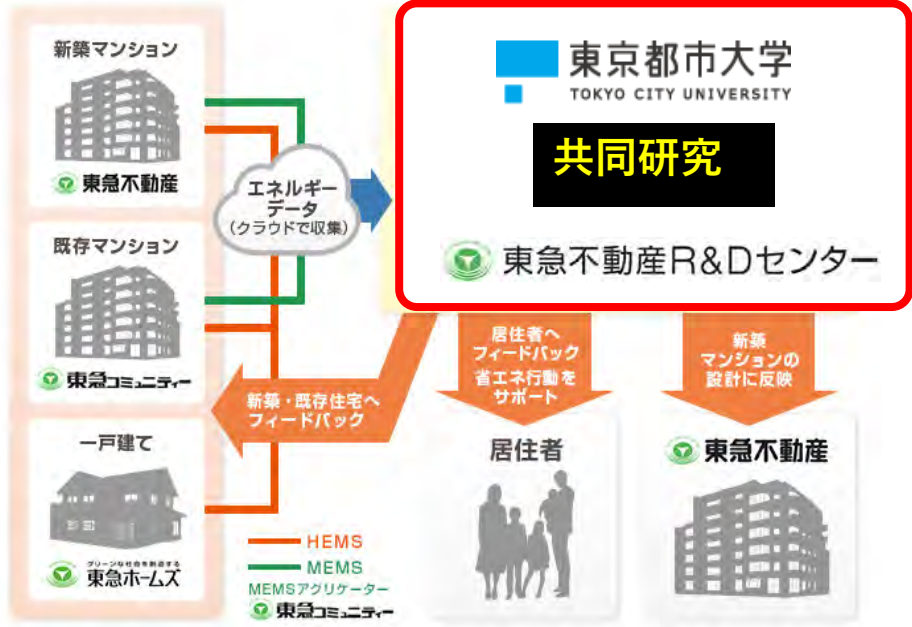 新築マンション
東急不動産
既存マンション
東急コミュニティー
一戸建て
グリーンな社会を創造する
東急ホームズ
エネルギー
データ
(クラウドで収集)
東京都市大学
TOKYO CITY UNIVERSITY
共同研究
東急不動産R&Dセンター
新築・既存住宅へ
フィードバック
居住者へ
フィードバック
省エネ行動を
サポート
新築
マンションの
設計に反映
居住者
東急不動産
HEMS
MEMS
MEMSアグリケーター
東急コミュニティー